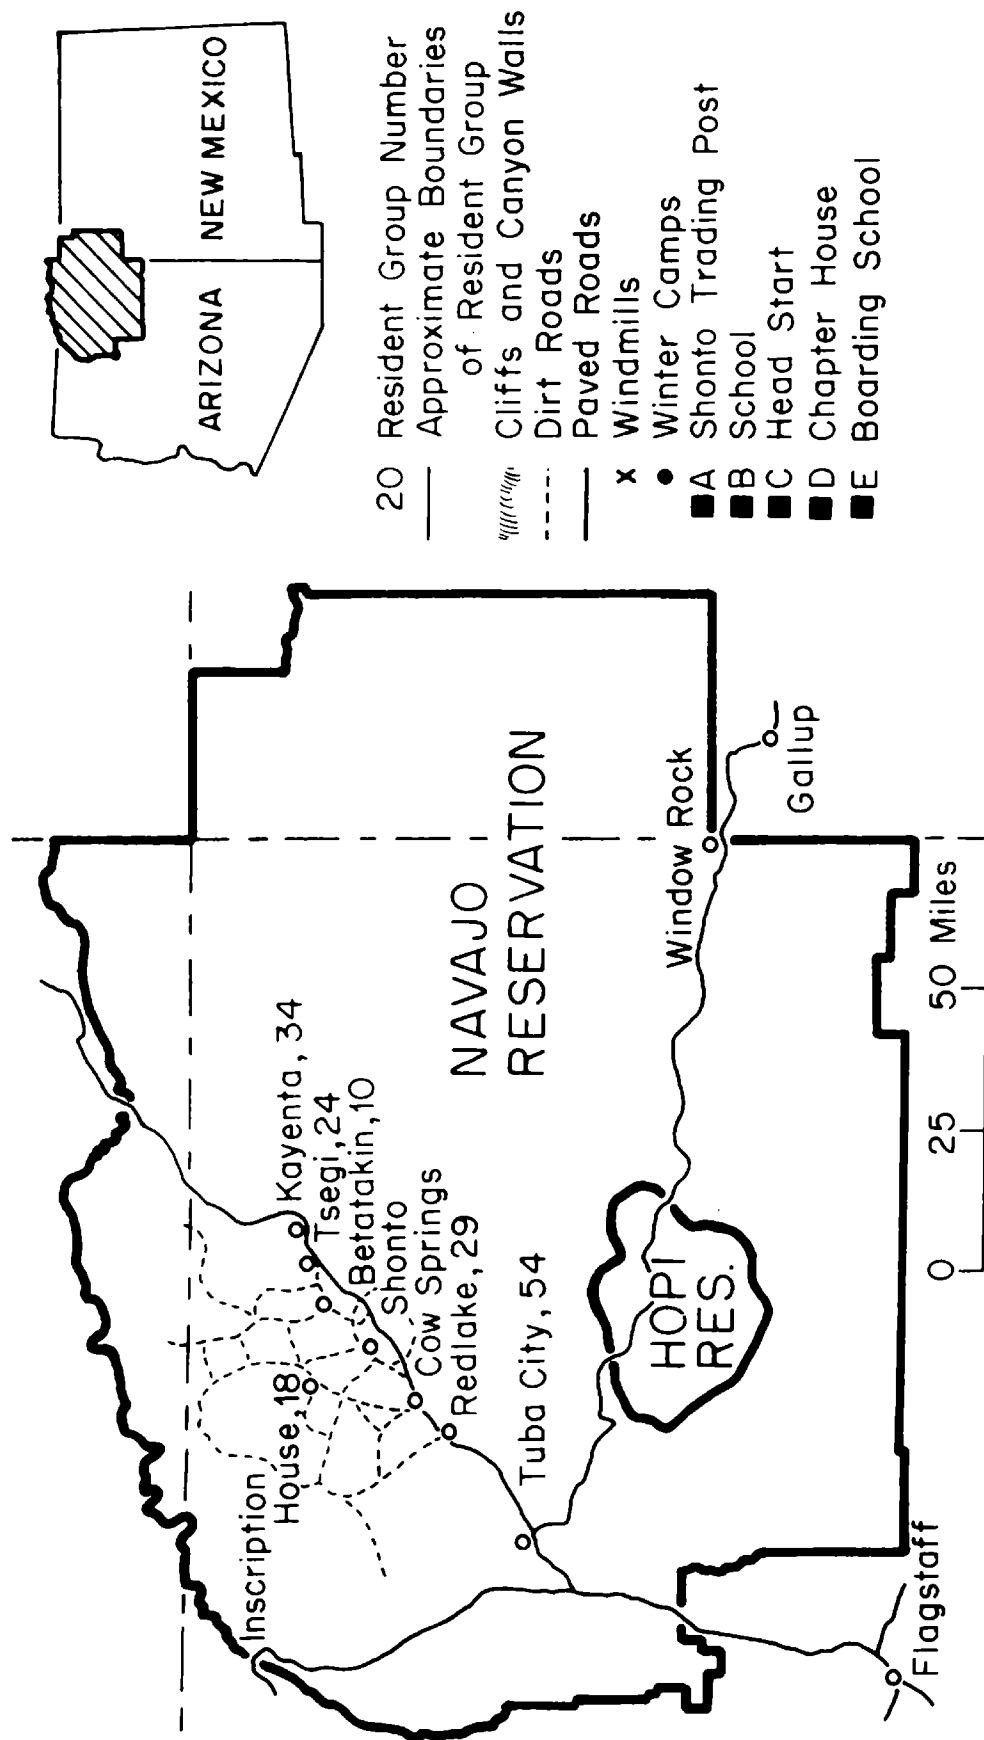 ARIZONA
NEW MEXICO
20 Resident Group Number
Approximate Boundaries
of Resident Group
Cliffs and Canyon Walls
Dirt Roads
Paved Roads
x Windmills
Winter Camps
A Shonto Trading Post
B School
C Head Start
D Chapter House
E Boarding School
Kayenta, 34
Tsegi, 24
Betatakin, 10
Shonto
Cow Springs
Redlake, 29
Inscription
House, 18
Tuba City, 54
NAVAJO
RESERVATION
HOPI
RES.
Window Rock
Gallup
Flagstaff
0 25 50 Miles